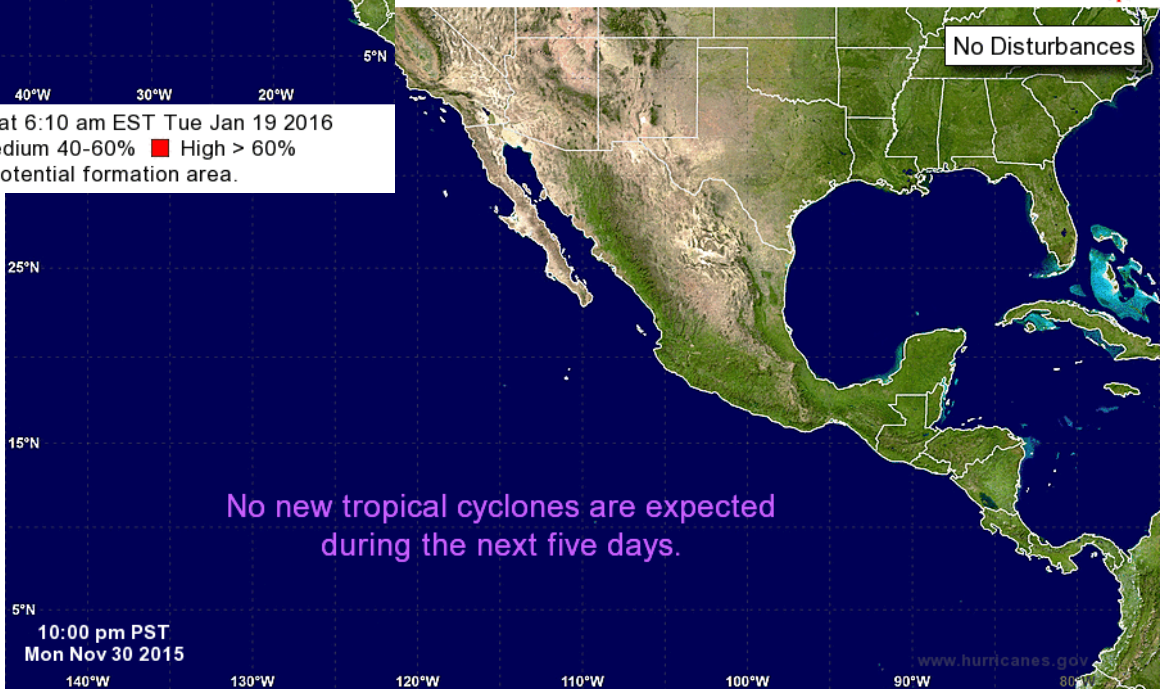 No Disturbances
5°N
40°W 30°W 20°W
at 6:10 am EST Tue Jan 19 2016
40-60% High > 60%
formation area.
25°N
15°N
No new tropical cyclones are expected
during the next five days.
5°N
10:00 pm PST
Mon Nov 30 2015
www.hurricanes.gov
140°W 130°W 120°W 110°W 100°W 90°W 80°W